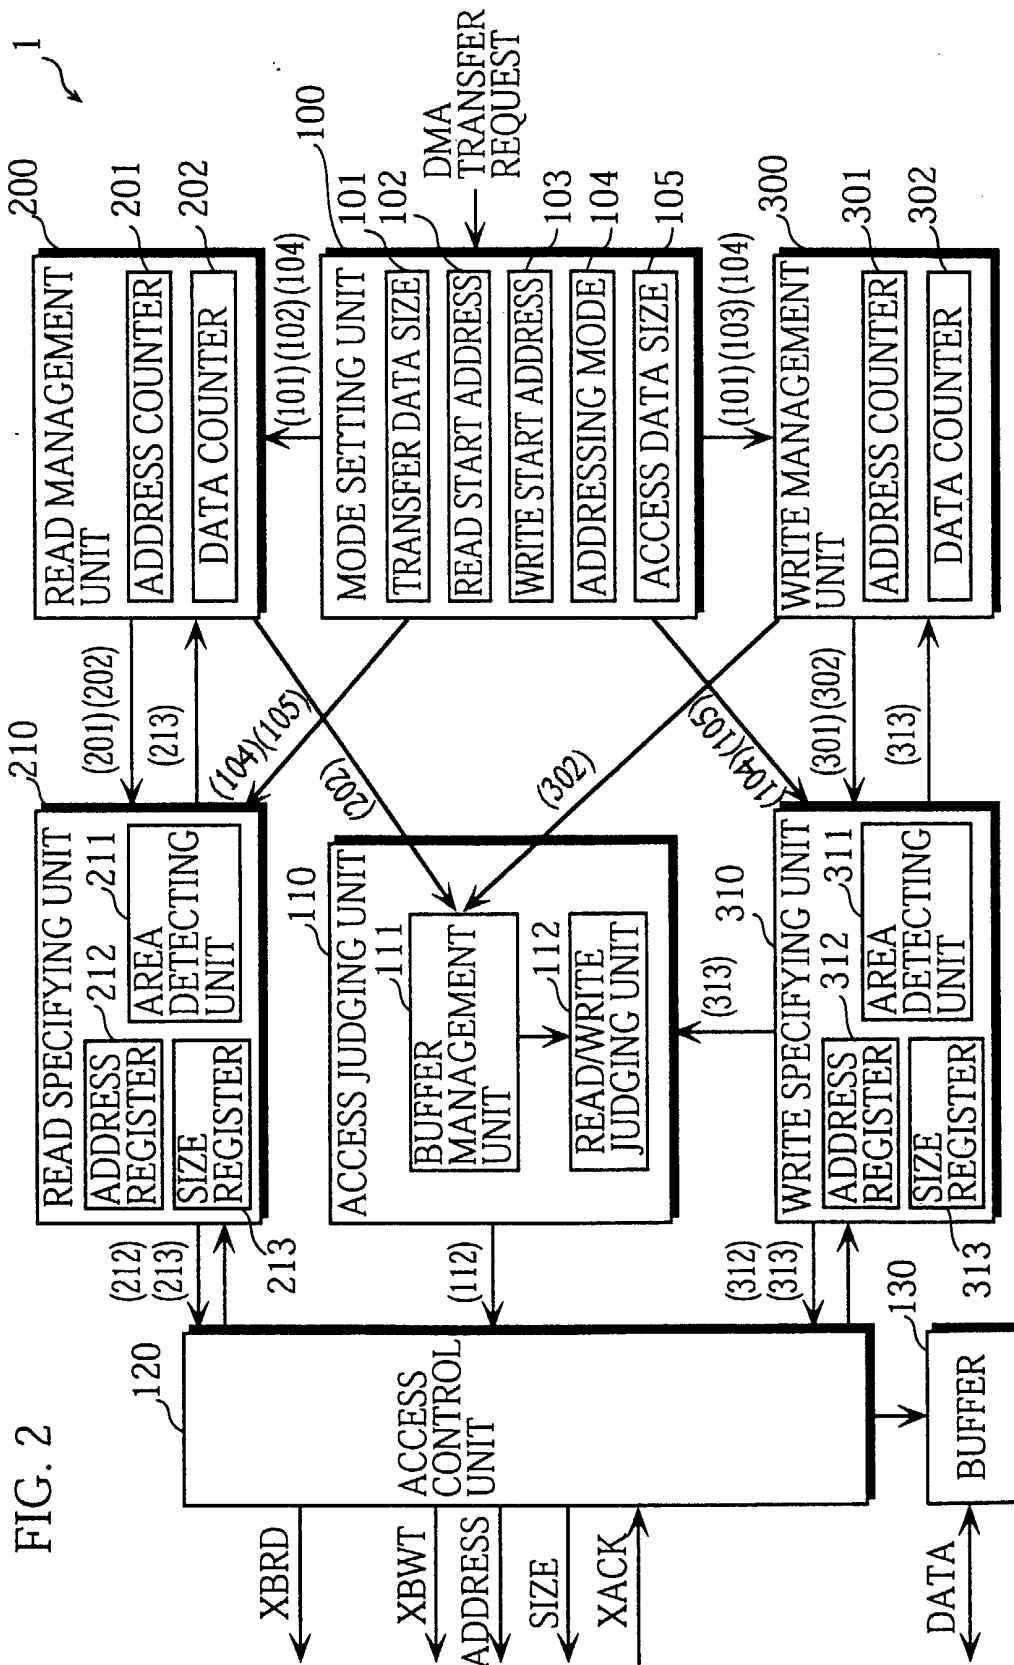 FIG. 2
1
200
READ MANAGEMENT
UNIT
201
ADDRESS COUNTER
202
DATA COUNTER
(101)(102)(104)
100
MODE SETTING UNIT
101
TRANSFER DATA SIZE
102
READ START ADDRESS
103
WRITE START ADDRESS
104
ADDRESSING MODE
105
ACCESS DATA SIZE
DMA
TRANSFER
REQUEST
(101)(103)(104)
300
WRITE MANAGEMENT
UNIT
301
ADDRESS COUNTER
302
DATA COUNTER
(201)(202)
(213)
(104)(105)
(202)
(302)
(104)(105)
(301)(302)
(313)
210
READ SPECIFYING UNIT
211
AREA
DETECTING
UNIT
212
ADDRESS
REGISTER
SIZE
REGISTER
213
110
ACCESS JUDGING UNIT
111
BUFFER
MANAGEMENT
UNIT
112
READ/WRITE
JUDGING UNIT
(313)
310
WRITE SPECIFYING UNIT
311
AREA
DETECTING
UNIT
312
ADDRESS
REGISTER
SIZE
REGISTER
313
(212)
(213)
(112)
(312)
(313)
120
ACCESS
CONTROL
UNIT
130
BUFFER
XBRD
XBWT
ADDRESS
SIZE
XACK
DATA